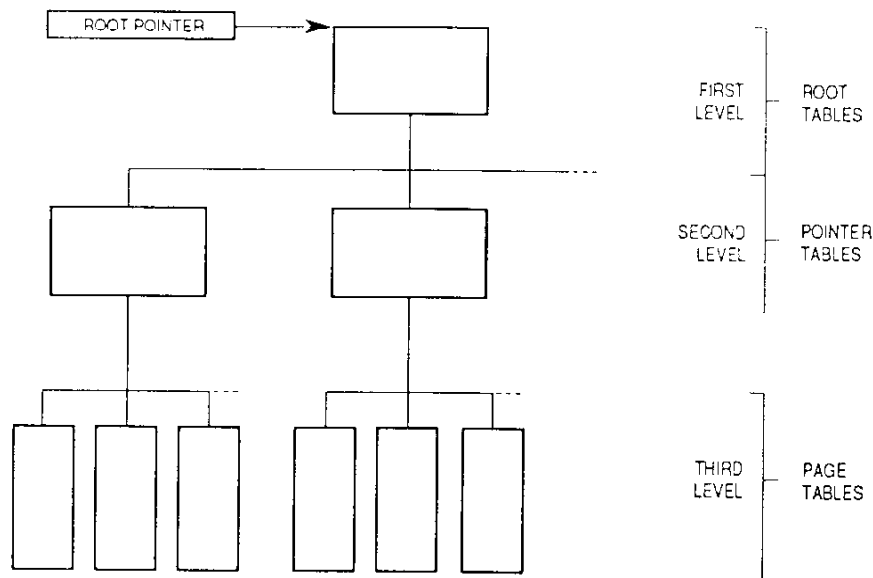 ROOT POINTER
FIRST
LEVEL
ROOT
TABLES
SECOND
LEVEL
POINTER
TABLES
THIRD
LEVEL
PAGE
TABLES